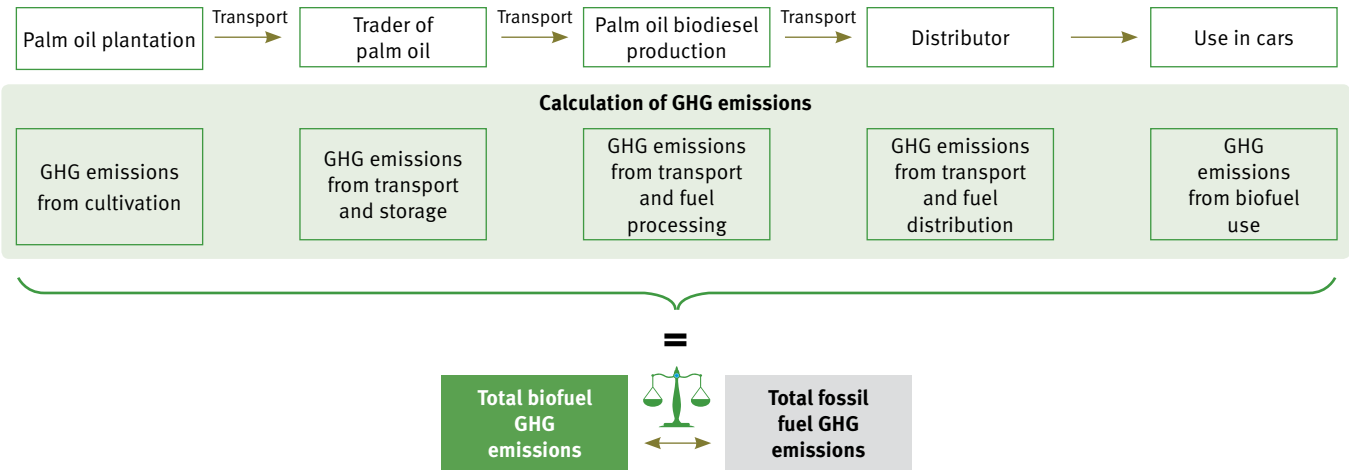 Transport
Transport
Transport
Palm oil plantation
Trader of
palm oil
Palm oil biodiesel
production
Distributor
Use in cars
Calculation of GHG emissions
GHG emissions
from cultivation
GHG emissions
from transport
and storage
GHG emissions
from transport
and fuel
processing
GHG emissions
from transport
and fuel
distribution
GHG
emissions
from biofuel
use
=
Total biofuel
GHG
emissions
Total fossil
fuel GHG
emissions